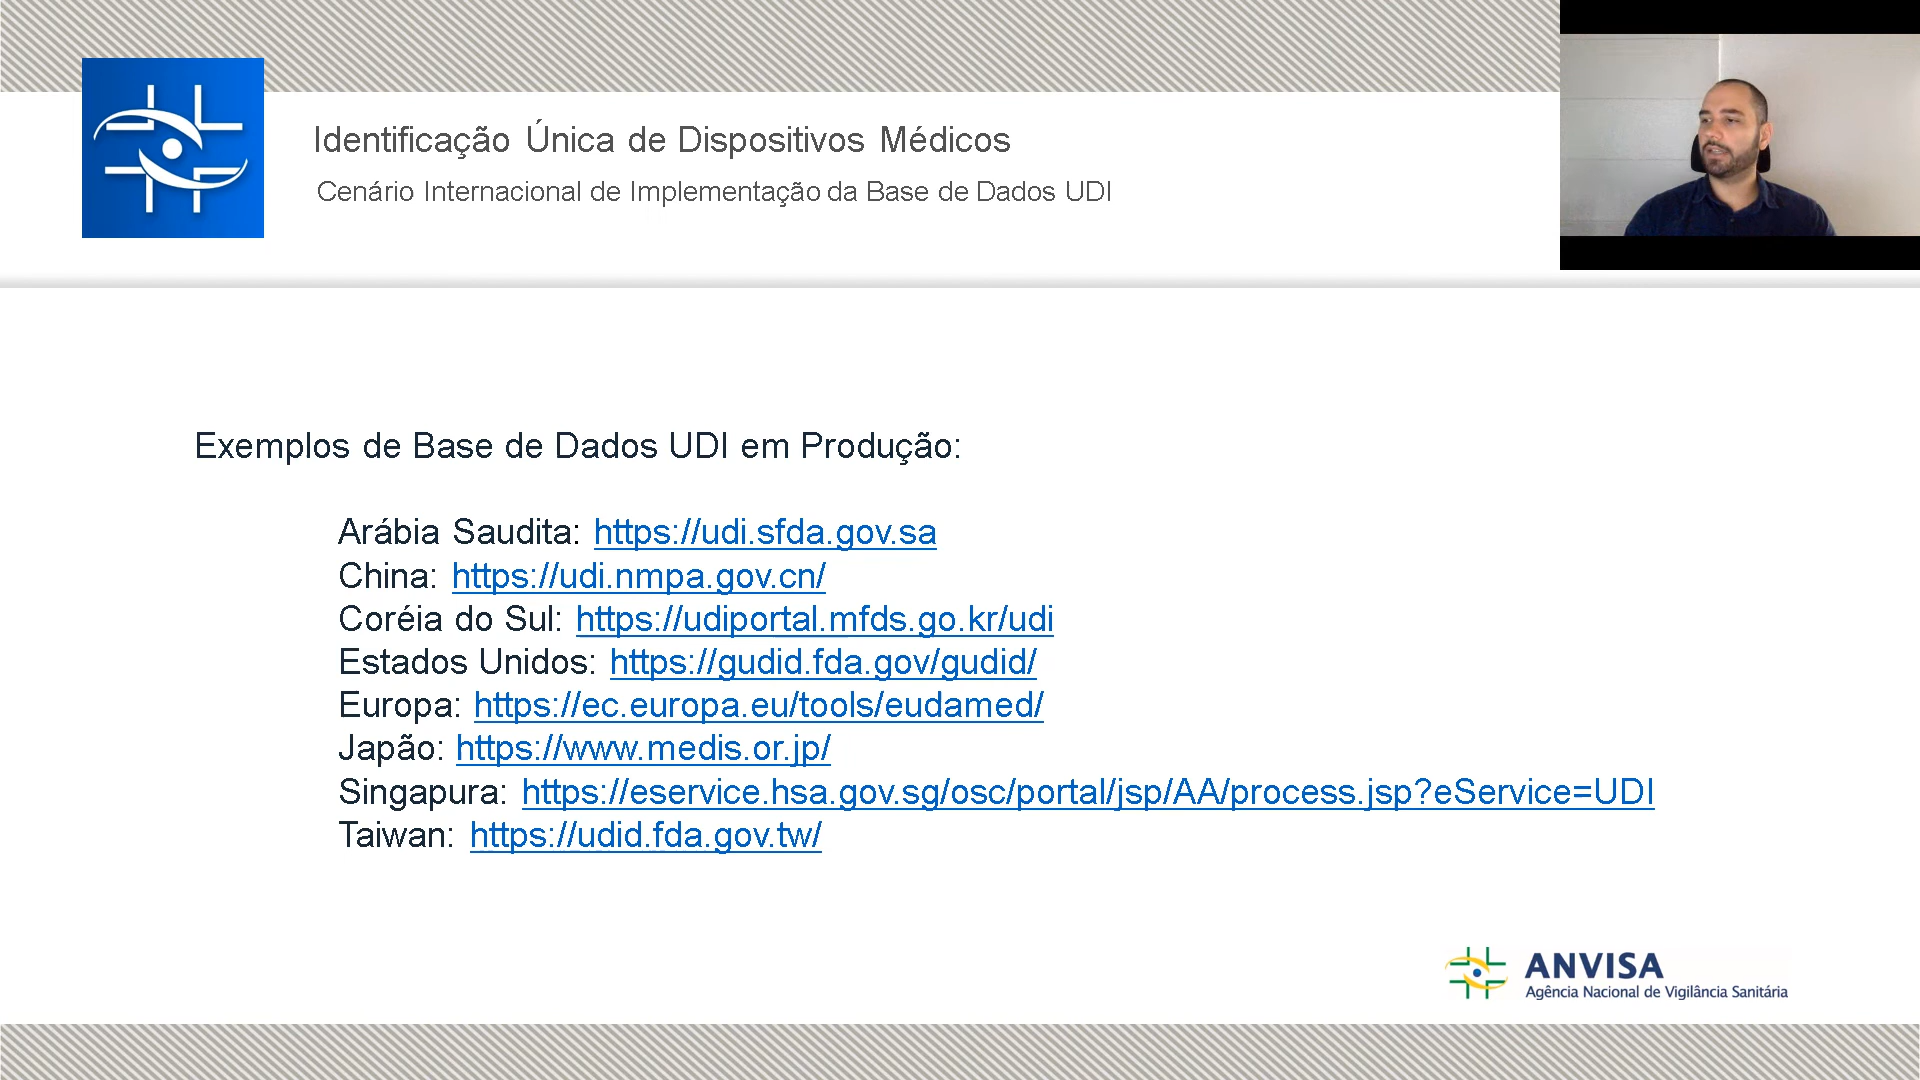 Identificação Única de Dispositivos Médicos
Cenário Internacional de Implementação da Base de Dados UDI
Exemplos de Base de Dados UDI em Produção:
Arábia Saudita: https://udi.sfda.gov.sa
China: https://udi.nmpa.gov.cn/
Coréia do Sul: https://udiportal.mfds.go.kr/udi
Estados Unidos: https://gudid.fda.gov/gudid/
Europa: https://ec.europa.eu/tools/eudamed/
Japão: https://www.medis.or.jp/
Singapura: https://eservice.hsa.gov.sg/osc/portal/jsp/AA/process.jsp?eService=UDI
Taiwan: https://udid.fda.gov.tw/
ANVISA
Agência Nacional de Vigilância Sanitária